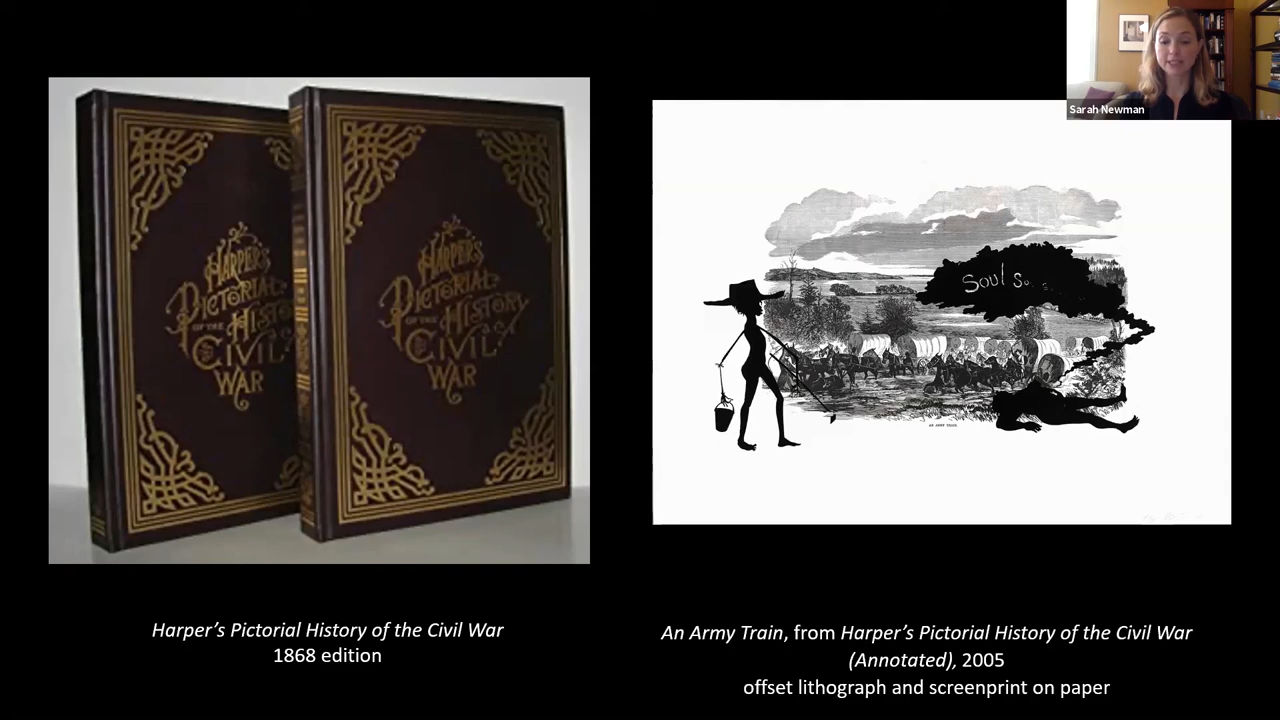 Sarah Newman
HARPER'S
PICTORIAL
OF THE HISTO
CIVIL
WAR
HARPER'S
PICTORIAL
OF THE HISTORY
CIVIL
WAR
Soul
AN ARMY TRAIN
Harper's Pictorial History of the Civil War
1868 edition
An Army Train, from Harper's Pictorial History of the Civil War
(Annotated), 2005
offset lithograph and screenprint on paper